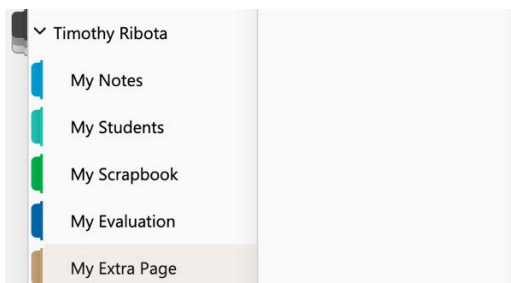 Timothy Ribota
My Notes
My Students
My Scrapbook
My Evaluation
My Extra Page